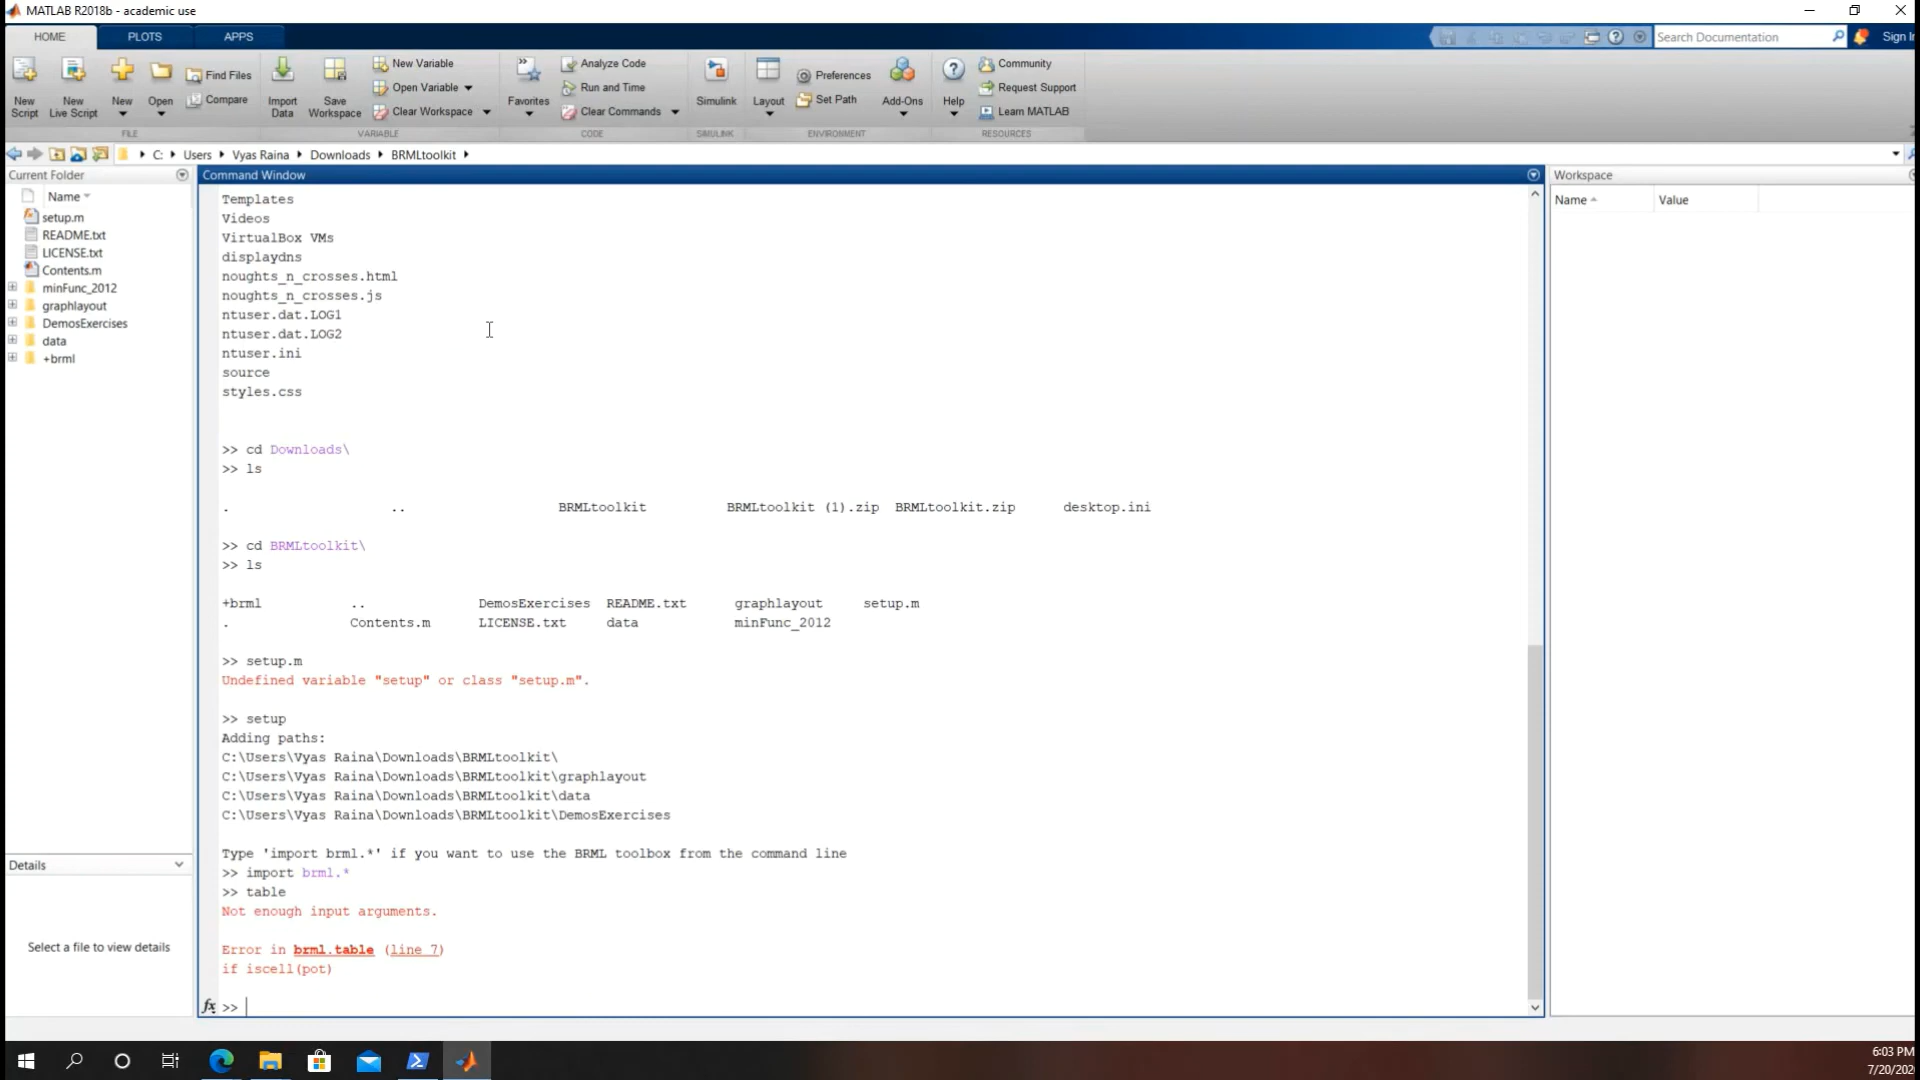 MATLAB R2018b - academic use
HOME PLOTS APPS
Search Documentation
Sign In
New Script
New Live Script
New
Open
Find Files
Compare
FILE
Import Data
Save Workspace
New Variable
Open Variable
Clear Workspace
VARIABLE
Favorites
Analyze Code
Run and Time
Clear Commands
CODE
Simulink
SIMULINK
Layout
Preferences
Set Path
Add-Ons
ENVIRONMENT
Help
Community
Request Support
Learn MATLAB
RESOURCES
C: Users Vyas Raina Downloads BRMLtoolkit
Current Folder
Name
setup.m
README.txt
LICENSE.txt
Contents.m
minFunc_2012
graphlayout
DemosExercises
data
+brml
Details
Select a file to view details
Command Window
Templates
Videos
VirtualBox VMs
displaydns
noughts_n_crosses.html
noughts_n_crosses.js
ntuser.dat.LOG1
ntuser.dat.LOG2
ntuser.ini
source
styles.css
>> cd Downloads\
>> ls
. .. BRMLtoolkit BRMLtoolkit (1).zip BRMLtoolkit.zip desktop.ini
>> cd BRMLtoolkit\
>> ls
+brml .. DemosExercises README.txt graphlayout setup.m
. Contents.m LICENSE.txt data minFunc_2012
>> setup.m
Undefined variable "setup" or class "setup.m".
>> setup
Adding paths:
C:\Users\Vyas Raina\Downloads\BRMLtoolkit\
C:\Users\Vyas Raina\Downloads\BRMLtoolkit\graphlayout
C:\Users\Vyas Raina\Downloads\BRMLtoolkit\data
C:\Users\Vyas Raina\Downloads\BRMLtoolkit\DemosExercises
Type 'import brml.*' if you want to use the BRML toolbox from the command line
>> import brml.*
>> table
Not enough input arguments.
Error in brml.table (line 7)
if iscell(pot)
fx >>
Workspace
Name Value
6:03 PM
7/20/202